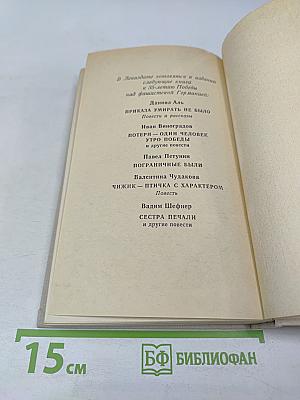 В Лениздате готовятся к изданию
следующие книги
к 35-летию Победы
над фашистской Германией:
Даниил Аль
ПРИКАЗА УМИРАТЬ НЕ БЫЛО
Повести и рассказы
Иван Виноградов
ПОТЕРИ — ОДИН ЧЕЛОВЕК
УТРО ПОБЕДЫ
и другие повести
Павел Петунин
ПОГРАНИЧНЫЕ БЫЛИ
Валентина Чудакова
ЧИЖИК — ПТИЧКА С ХАРАКТЕРОМ
Повесть
Вадим Шефнер
СЕСТРА ПЕЧАЛИ
и другие повести
15 см
БФ БИБЛИОФАН